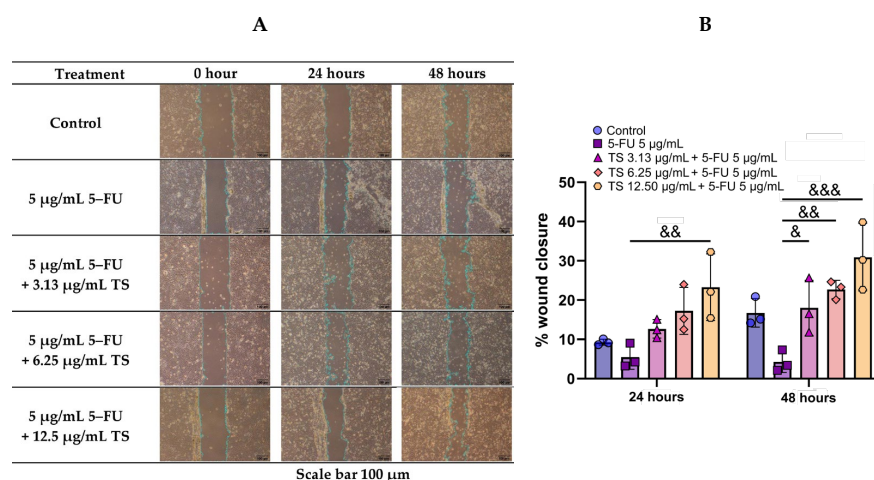 A
Treatment
0 hour
24 hours
48 hours
Control
5 µg/mL 5–FU
5 µg/mL 5–FU
+ 3.13 µg/mL TS
5 µg/mL 5–FU
+ 6.25 µg/mL TS
5 µg/mL 5–FU
+ 12.5 µg/mL TS
Scale bar 100 µm
B
Control
5-FU 5 µg/mL
TS 3.13 µg/mL + 5-FU 5 µg/mL
TS 6.25 µg/mL + 5-FU 5 µg/mL
TS 12.50 µg/mL + 5-FU 5 µg/mL
% wound closure
50
40
30
20
10
0
&&
&&&
&&
&
24 hours
48 hours